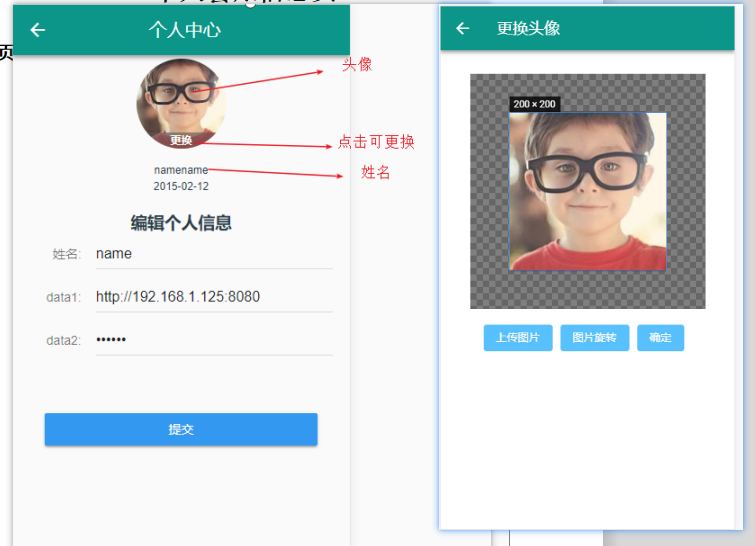 页
个人中心
更换
头像
点击可更换
姓名
namename
2015-02-12
编辑个人信息
姓名:
name
data1:
http://192.168.1.125:8080
data2:
••••••
提交
更换头像
200 × 200
上传图片
图片旋转
确定